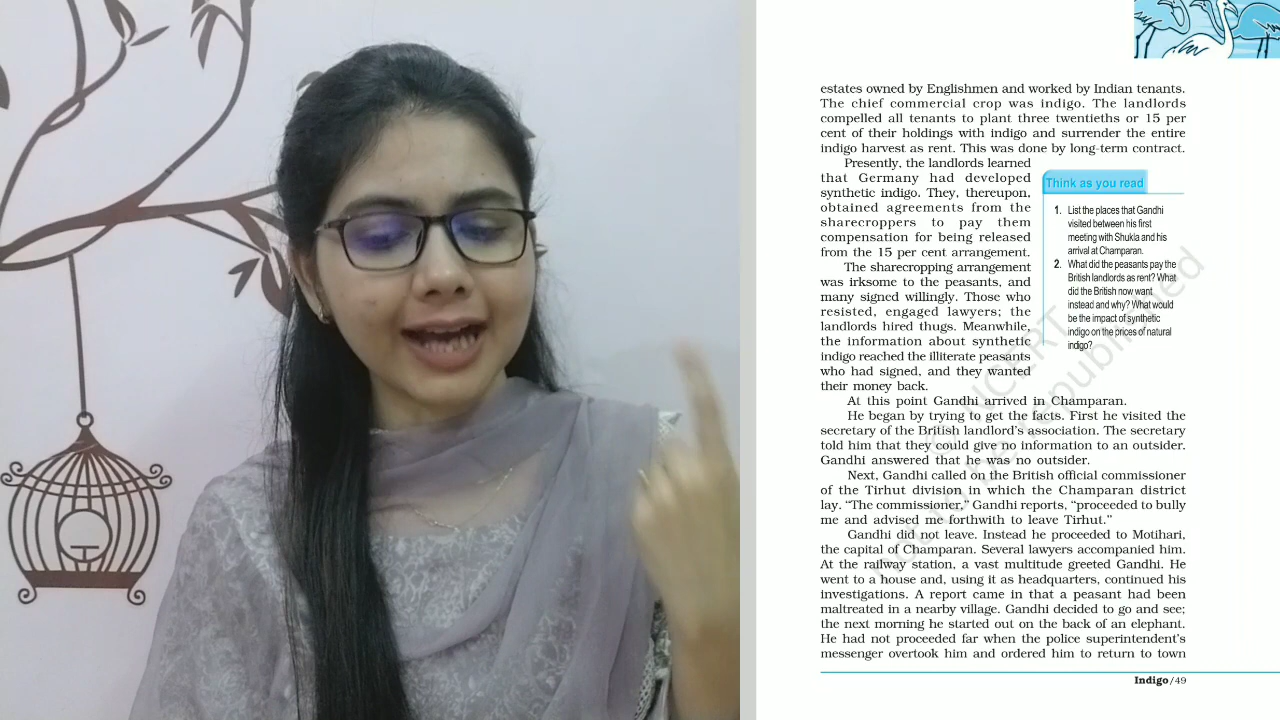 estates owned by Englishmen and worked by Indian tenants.
The chief commercial crop was indigo. The landlords
compelled all tenants to plant three twentieths or 15 per
cent of their holdings with indigo and surrender the entire
indigo harvest as rent. This was done by long-term contract.
Presently, the landlords learned
that Germany had developed
synthetic indigo. They, thereupon,
obtained agreements from the
sharecroppers to pay them
compensation for being released
from the 15 per cent arrangement.
The sharecropping arrangement
was irksome to the peasants, and
many signed willingly. Those who
resisted, engaged lawyers; the
landlords hired thugs. Meanwhile,
the information about synthetic
indigo reached the illiterate peasants
who had signed, and they wanted
their money back.
Think as you read
1. List the places that Gandhi
visited between his first
meeting with Shukla and his
arrival at Champaran.
2. What did the peasants pay the
British landlords as rent? What
did the British now want
instead and why? What would
be the impact of synthetic
indigo on the prices of natural
indigo?
At this point Gandhi arrived in Champaran.
He began by trying to get the facts. First he visited the
secretary of the British landlord's association. The secretary
told him that they could give no information to an outsider.
Gandhi answered that he was no outsider.
Next, Gandhi called on the British official commissioner
of the Tirhut division in which the Champaran district
lay. “The commissioner,” Gandhi reports, “proceeded to bully
me and advised me forthwith to leave Tirhut.”
Gandhi did not leave. Instead he proceeded to Motihari,
the capital of Champaran. Several lawyers accompanied him.
At the railway station, a vast multitude greeted Gandhi. He
went to a house and, using it as headquarters, continued his
investigations. A report came in that a peasant had been
maltreated in a nearby village. Gandhi decided to go and see;
the next morning he started out on the back of an elephant.
He had not proceeded far when the police superintendent's
messenger overtook him and ordered him to return to town
Indigo/49
© NCERT
not to be republished